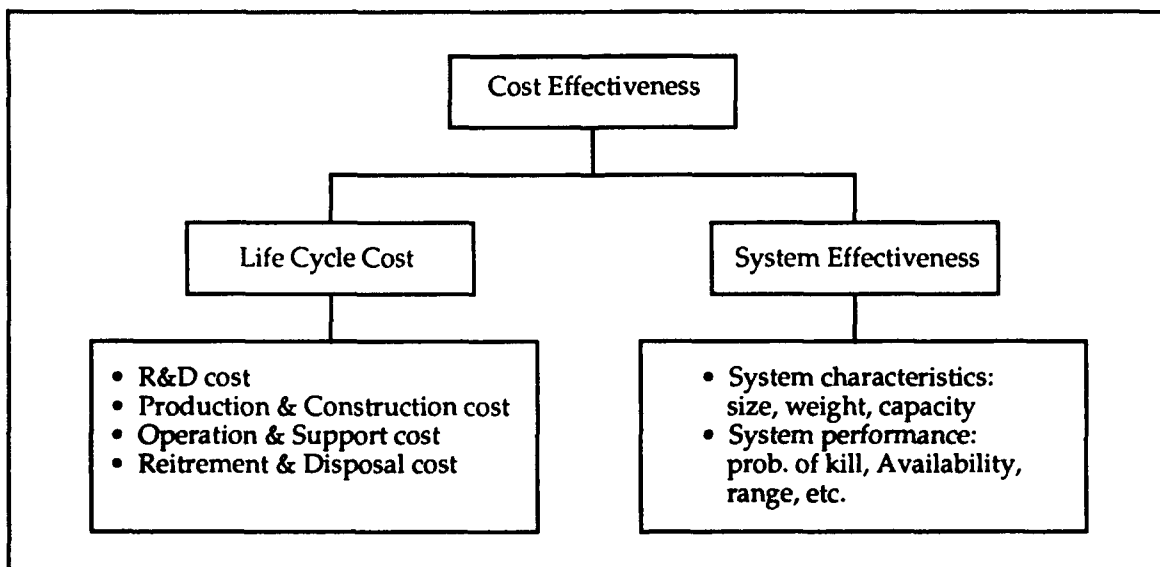 Cost Effectiveness
Life Cycle Cost
System Effectiveness
• R&D cost
• Production & Construction cost
• Operation & Support cost
• Reitrement & Disposal cost
• System characteristics:
size, weight, capacity
• System performance:
prob. of kill, Availability,
range, etc.